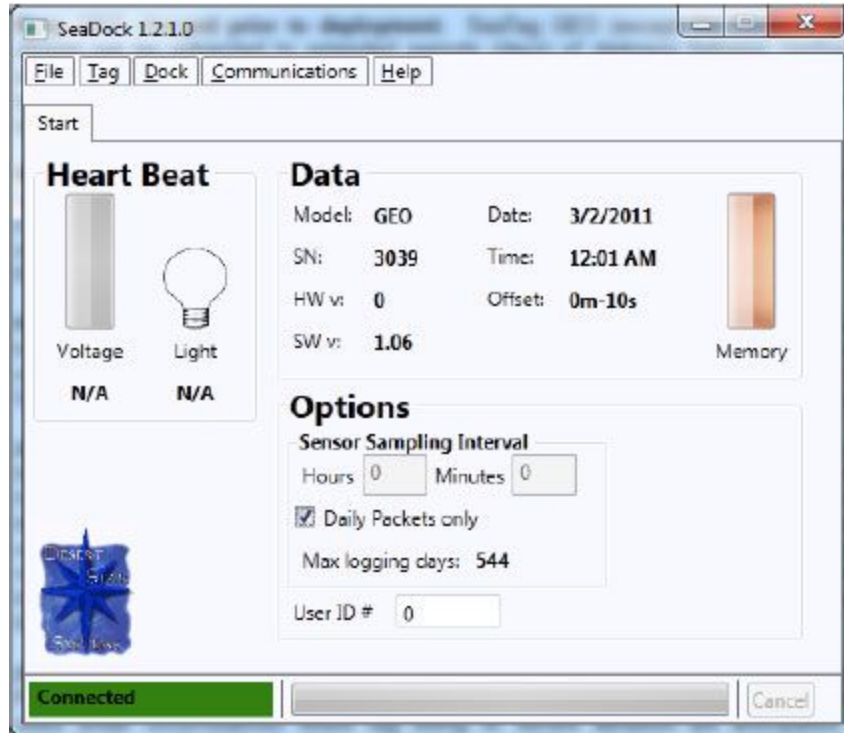 SeaDock 1.2.1.0
File Tag Dock Communications Help
Start
Heart Beat
Voltage Light
N/A N/A
Data
Model: GEO Date: 3/2/2011
SN: 3039 Time: 12:01 AM
HW v: 0 Offset: 0m-10s
SW v: 1.06
Memory
Options
Sensor Sampling Interval
Hours 0 Minutes 0
Daily Packets only
Max logging days: 544
User ID # 0
DESERT
STAR
Connected Cancel